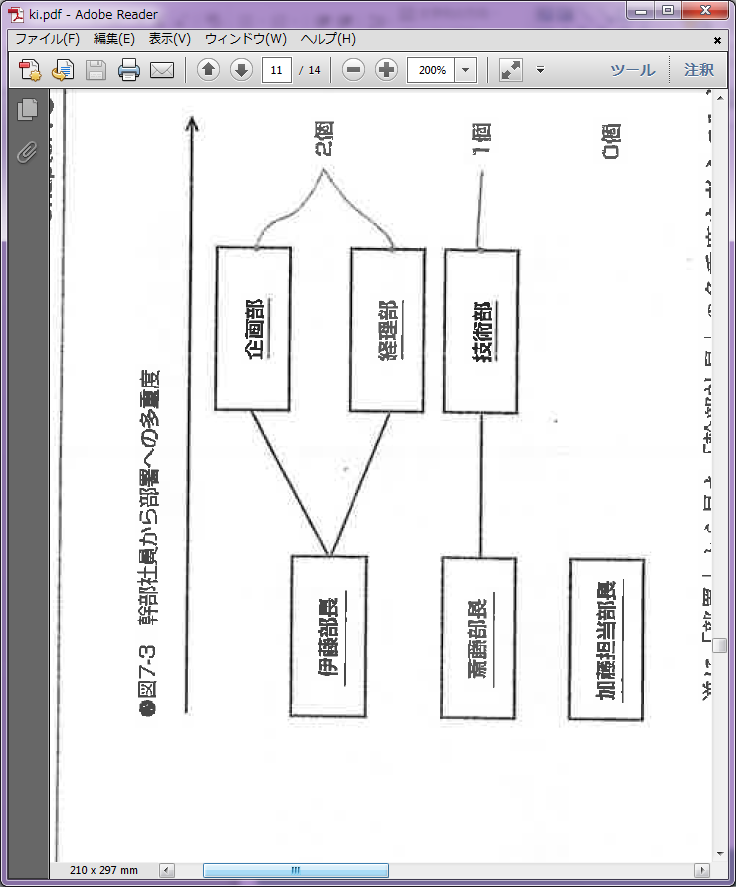 ki.pdf - Adobe Reader
ファイル(F) 編集(E) 表示(V) ウィンドウ(W) ヘルプ(H)
11 / 14 200% ツール 注釈
●図7-3 幹部社員から部署への多重度
伊藤部長
企画部
経理部
2個
斎藤部長
技術部
1個
加藤担当部長
0個
210 x 297 mm